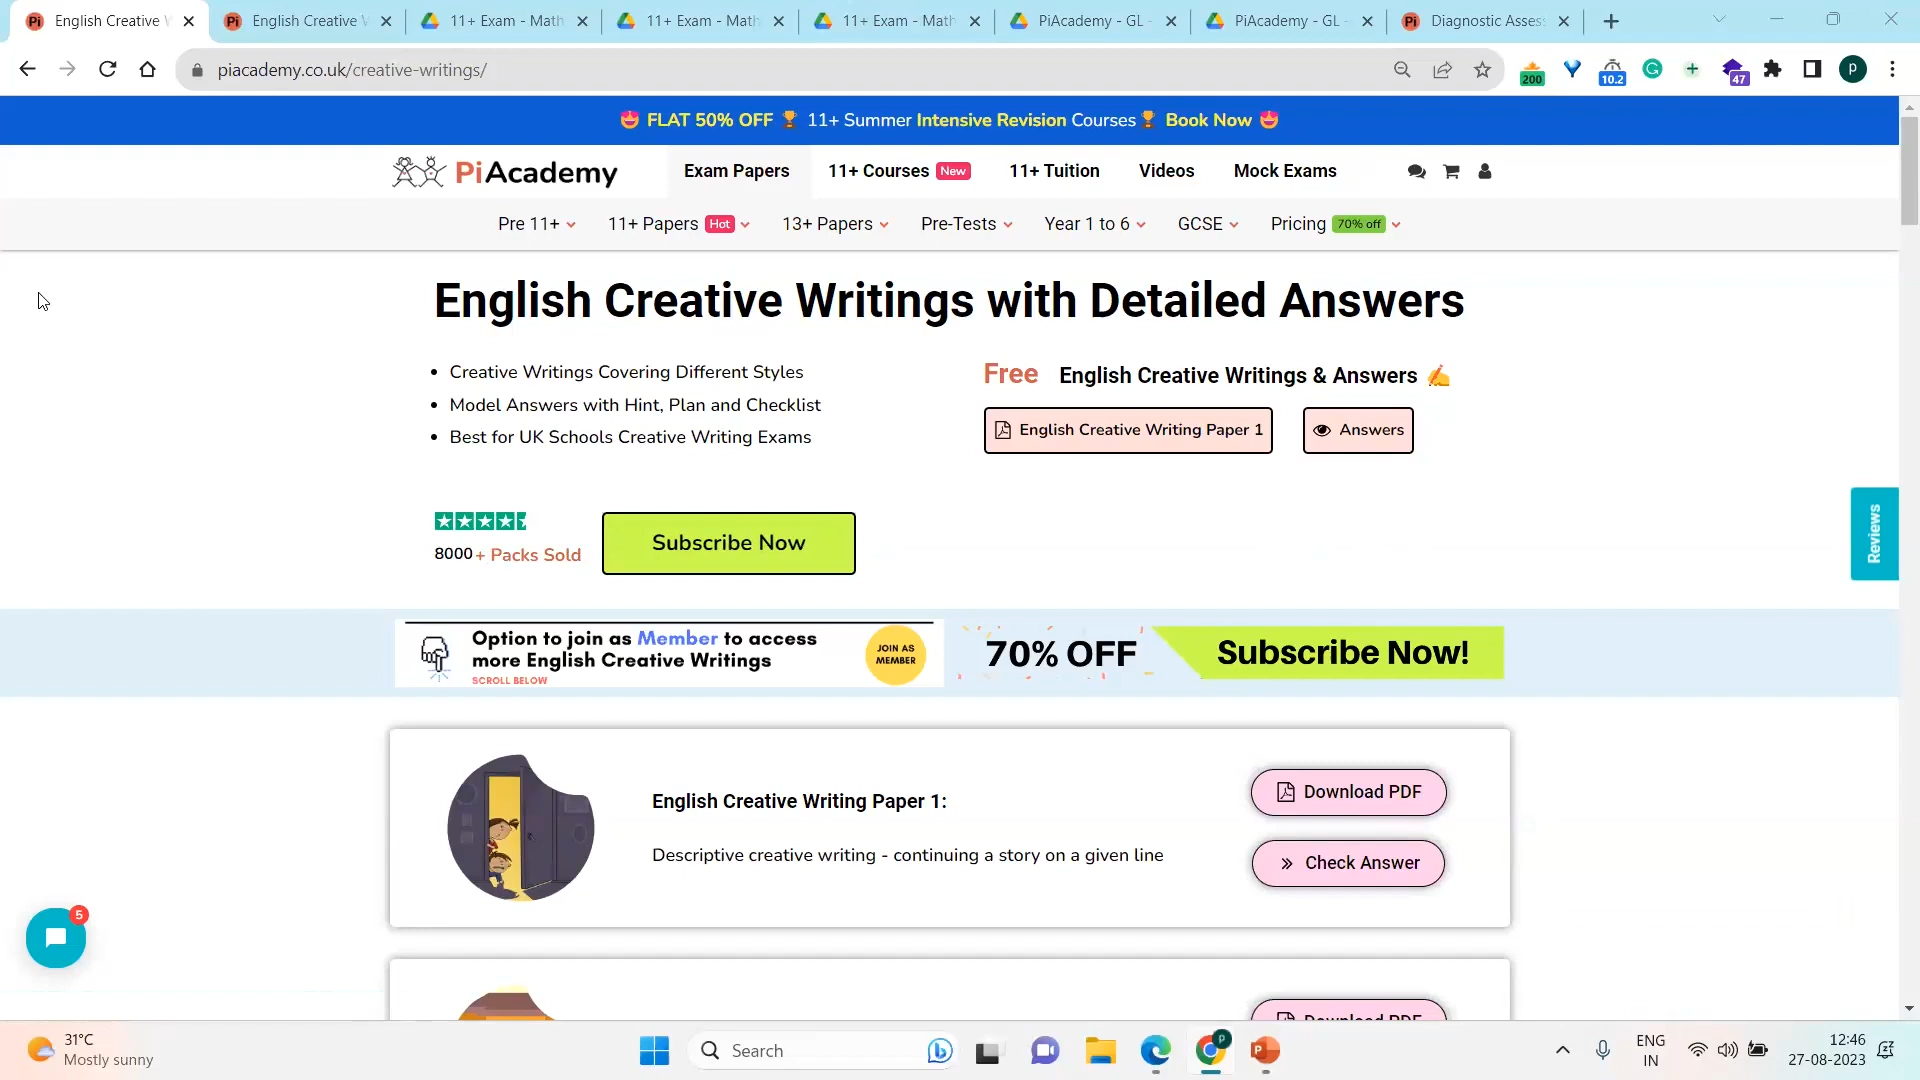 English Creative W
English Creative W
11+ Exam - Math
11+ Exam - Math
11+ Exam - Math
PiAcademy - GL -
PiAcademy - GL -
Diagnostic Asses
piacademy.co.uk/creative-writings/
200
10.2
47
P
FLAT 50% OFF 11+ Summer Intensive Revision Courses Book Now
PiAcademy
Exam Papers
11+ Courses New
11+ Tuition
Videos
Mock Exams
Pre 11+
11+ Papers Hot
13+ Papers
Pre-Tests
Year 1 to 6
GCSE
Pricing 70% off
English Creative Writings with Detailed Answers
• Creative Writings Covering Different Styles
• Model Answers with Hint, Plan and Checklist
• Best for UK Schools Creative Writing Exams
Free English Creative Writings & Answers
English Creative Writing Paper 1
Answers
8000 + Packs Sold
Subscribe Now
Reviews
Option to join as Member to access
more English Creative Writings
SCROLL BELOW
JOIN AS
MEMBER
70% OFF
Subscribe Now!
English Creative Writing Paper 1:
Descriptive creative writing - continuing a story on a given line
Download PDF
Check Answer
5
Download PDF
31°C
Mostly sunny
Search
ENG
IN
12:46
27-08-2023